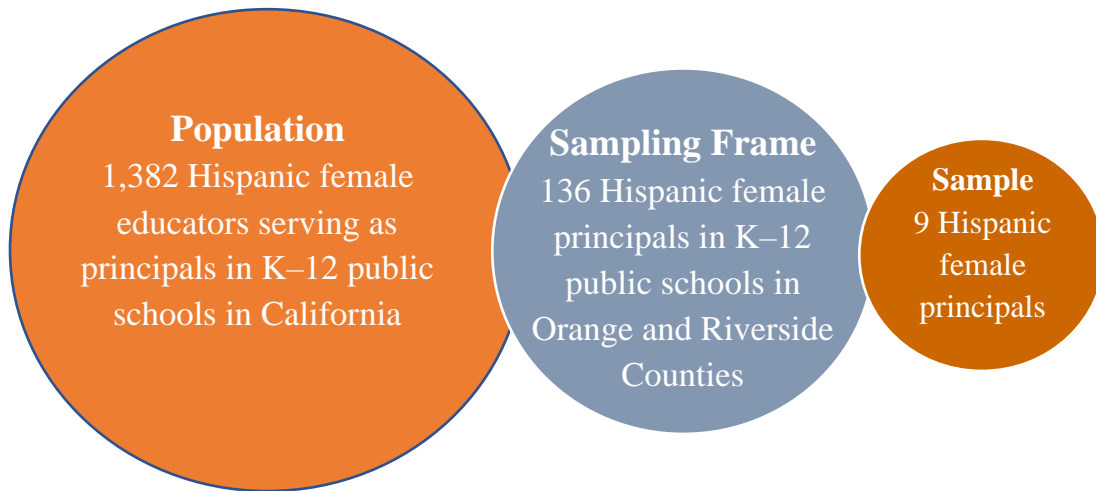 Population
1,382 Hispanic female
educators serving as
principals in K–12 public
schools in California
Sampling Frame
136 Hispanic female
principals in K–12
public schools in
Orange and Riverside
Counties
Sample
9 Hispanic
female
principals